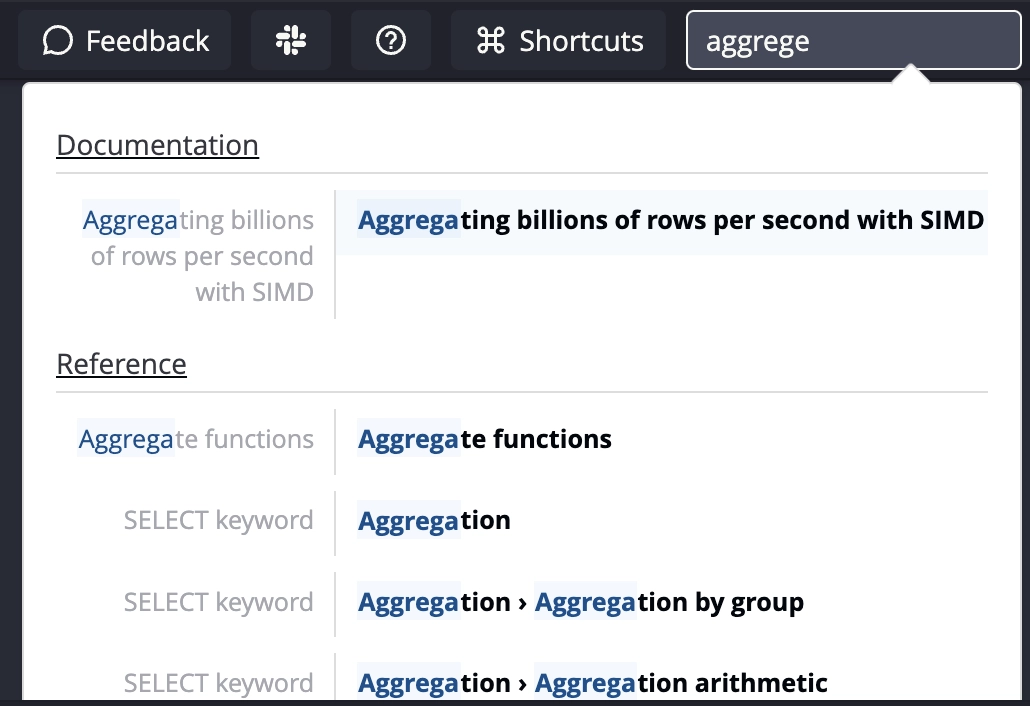 Feedback Shortcuts aggrege
Documentation
Aggregating billions
of rows per second
with SIMD
Aggregating billions of rows per second with SIMD
Reference
Aggregate functions Aggregate functions
SELECT keyword Aggregation
SELECT keyword Aggregation › Aggregation by group
SELECT keyword Aggregation › Aggregation arithmetic